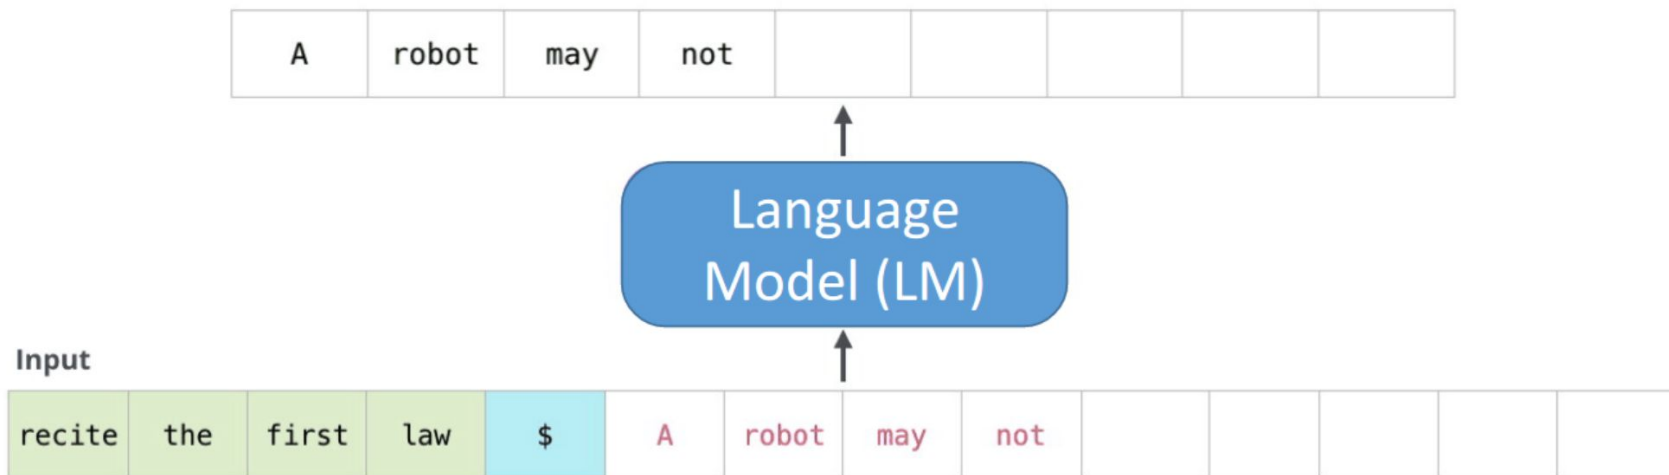 A robot may not
Language
Model (LM)
Input
recite the first law $ A robot may not